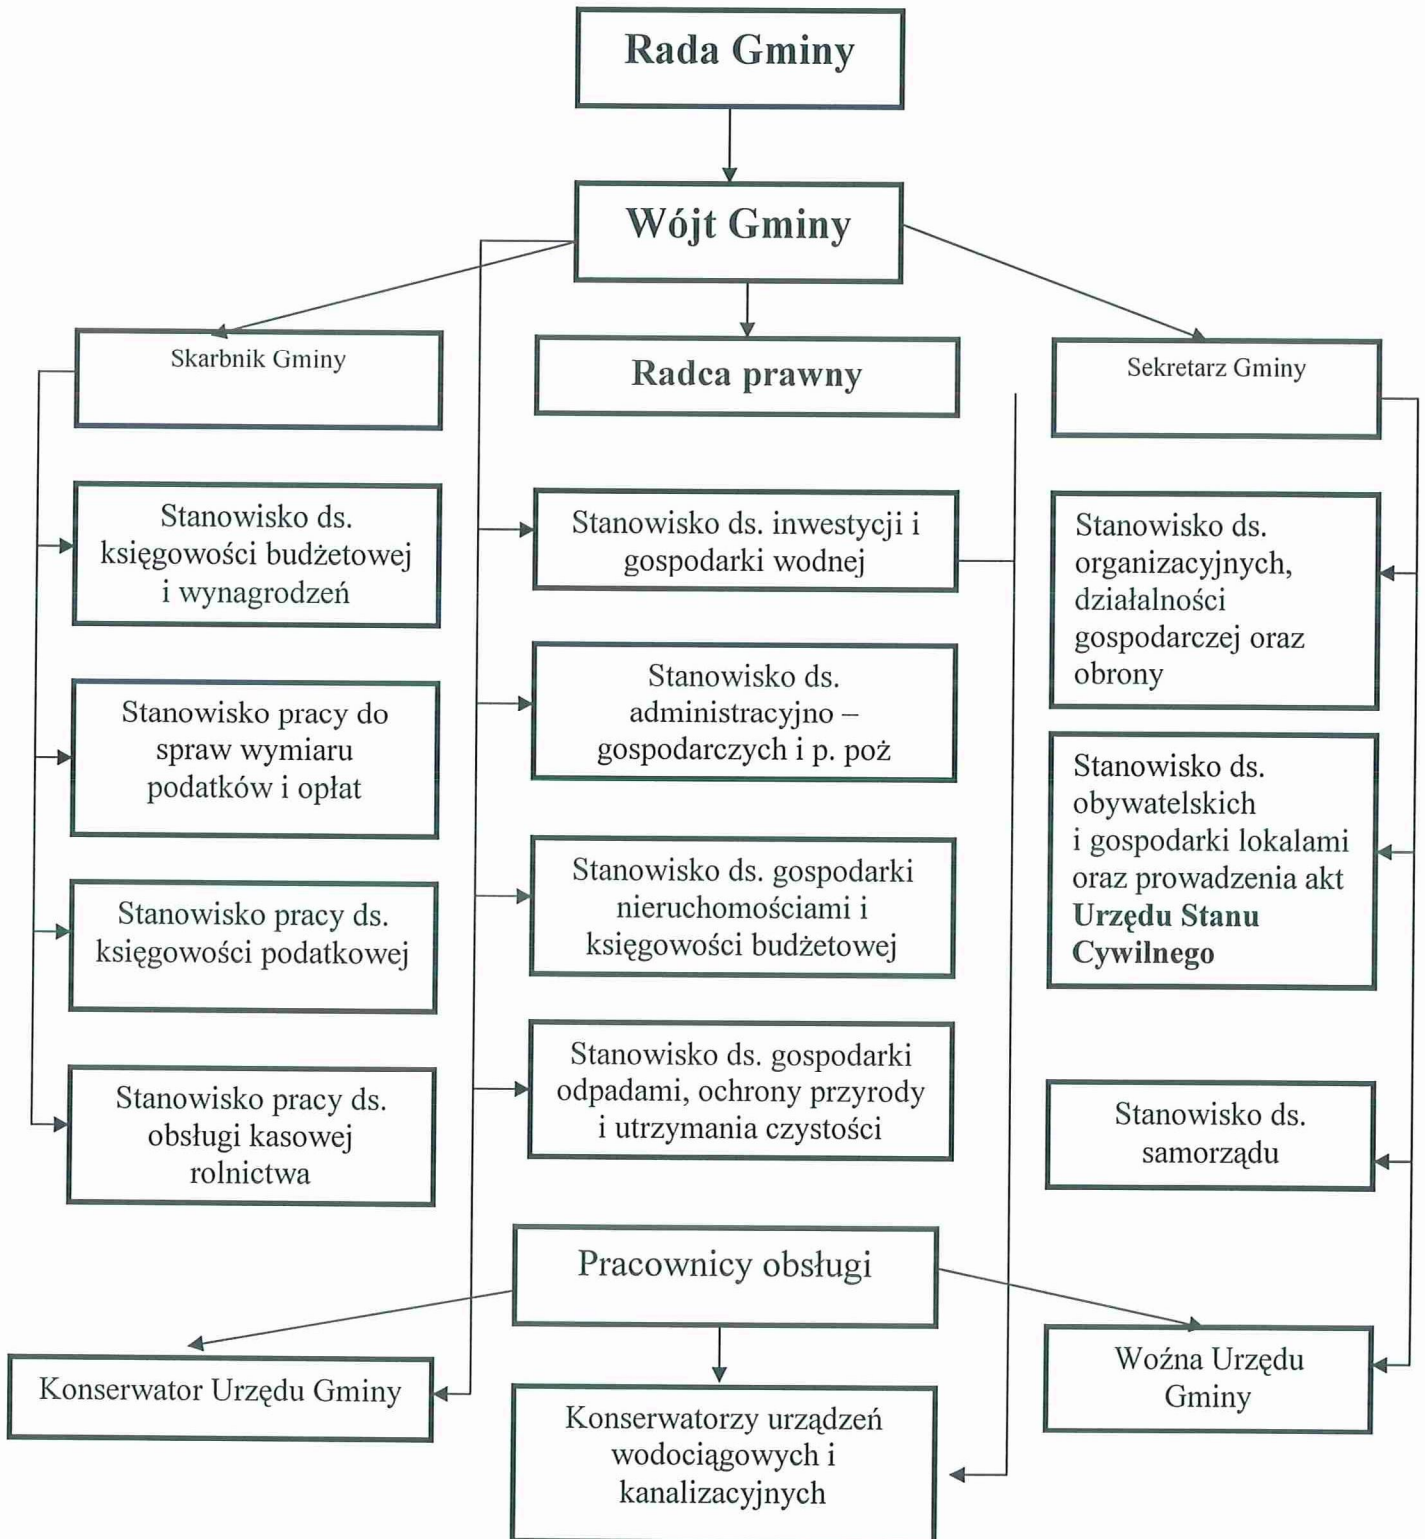 Rada Gminy
Wójt Gminy
Skarbnik Gminy
Radca prawny
Sekretarz Gminy
Stanowisko ds.
księgowości budżetowej
i wynagrodzeń
Stanowisko ds. inwestycji i
gospodarki wodnej
Stanowisko ds.
organizacyjnych,
działalności
gospodarczej oraz
obrony
Stanowisko pracy do
spraw wymiaru
podatków i opłat
Stanowisko ds.
administracyjno –
gospodarczych i p. poż
Stanowisko ds.
obywatelskich
i gospodarki lokalami
oraz prowadzenia akt
Urzędu Stanu
Cywilnego
Stanowisko pracy ds.
księgowości podatkowej
Stanowisko ds. gospodarki
nieruchomościami i
księgowości budżetowej
Stanowisko pracy ds.
obsługi kasowej
rolnictwa
Stanowisko ds. gospodarki
odpadami, ochrony przyrody
i utrzymania czystości
Stanowisko ds.
samorządu
Pracownicy obsługi
Konserwator Urzędu Gminy
Konserwatorzy urządzeń
wodociągowych i
kanalizacyjnych
Woźna Urzędu
Gminy